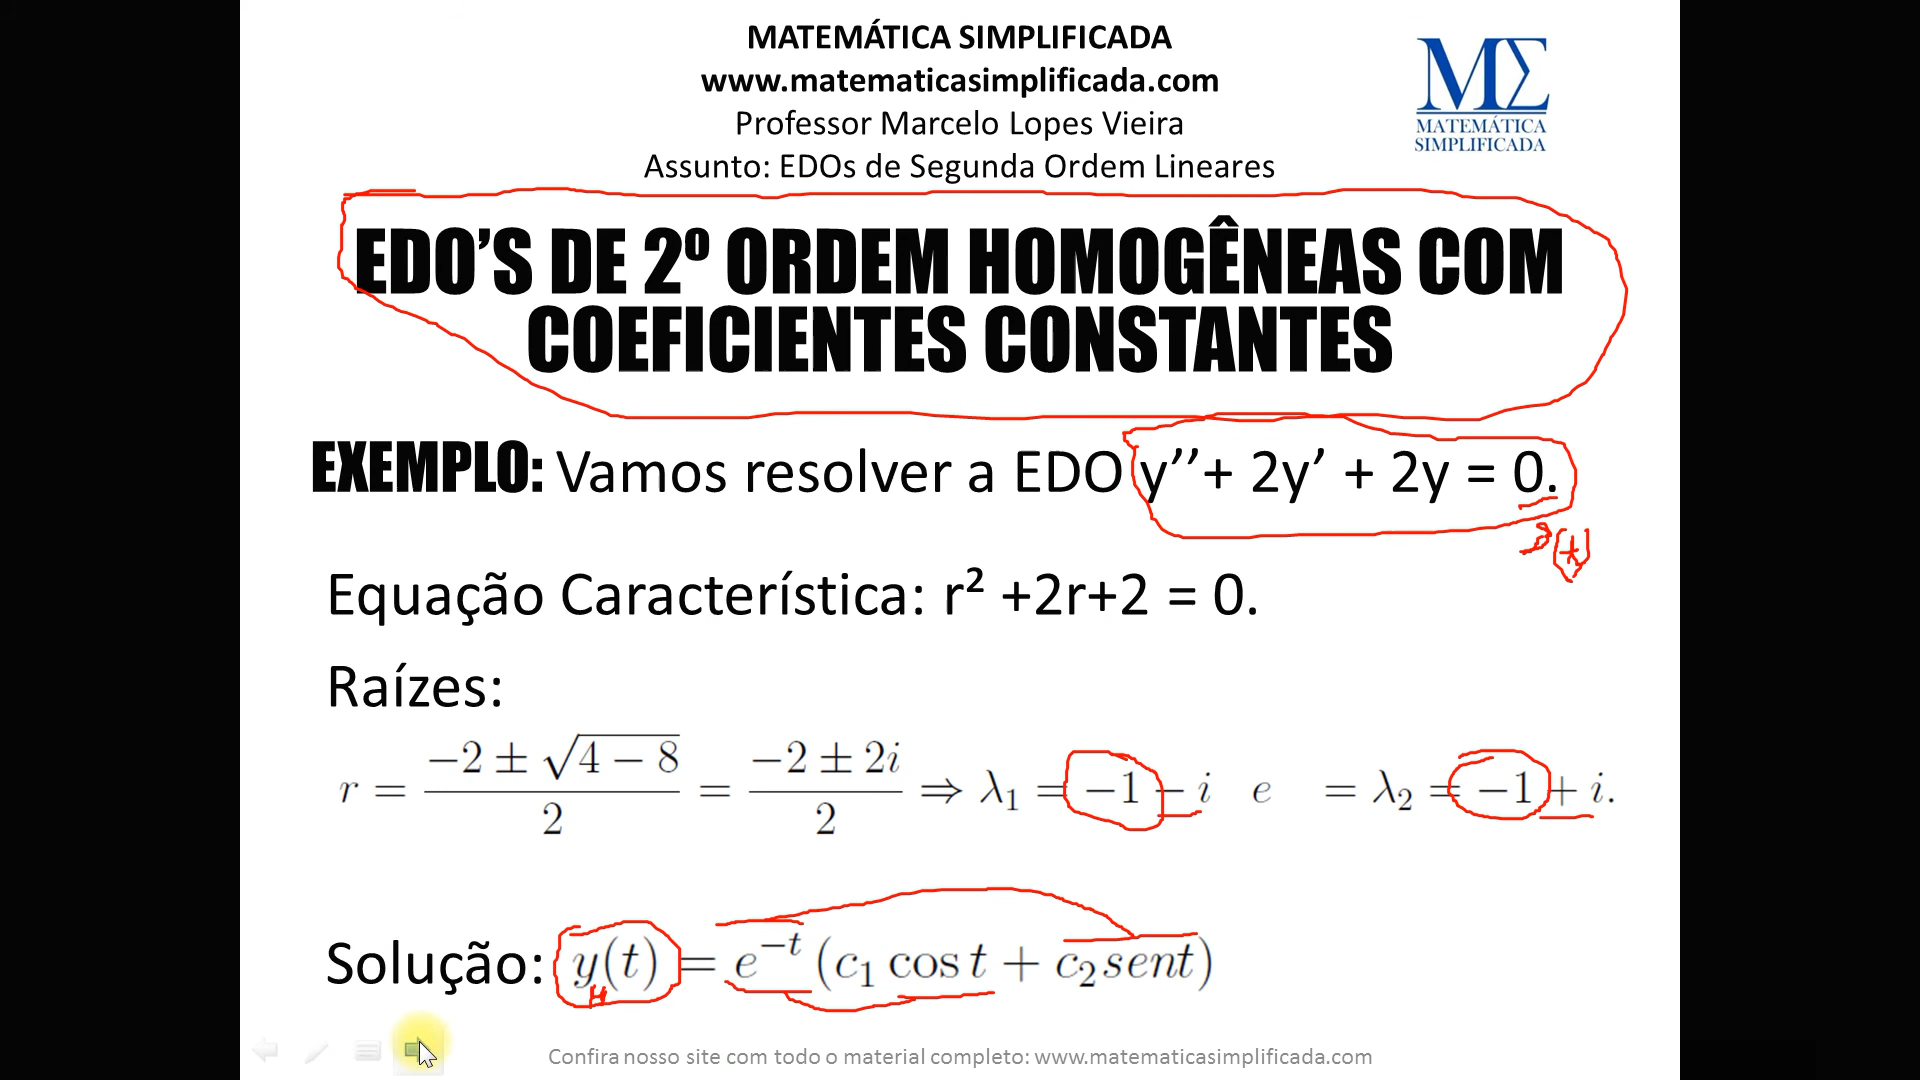 MATEMÁTICA SIMPLIFICADA
www.matematicasimplificada.com
Professor Marcelo Lopes Vieira
Assunto: EDOs de Segunda Ordem Lineares
MΣ
MATEMÁTICA
SIMPLIFICADA
EDO’S DE 2º ORDEM HOMOGÊNEAS COM
COEFICIENTES CONSTANTES
EXEMPLO: Vamos resolver a EDO y’’+ 2y’ + 2y = 0.
Equação Característica: r² +2r+2 = 0.
Raízes:
r = (−2 ± √(4 − 8))/2 = (−2 ± 2i)/2 ⇒ λ₁ = −1 − i e = λ₂ = −1 + i.
Solução: y(t) = e^{−t} (c₁ cos t + c₂ sent)
H
Confira nosso site com todo o material completo: www.matematicasimplificada.com